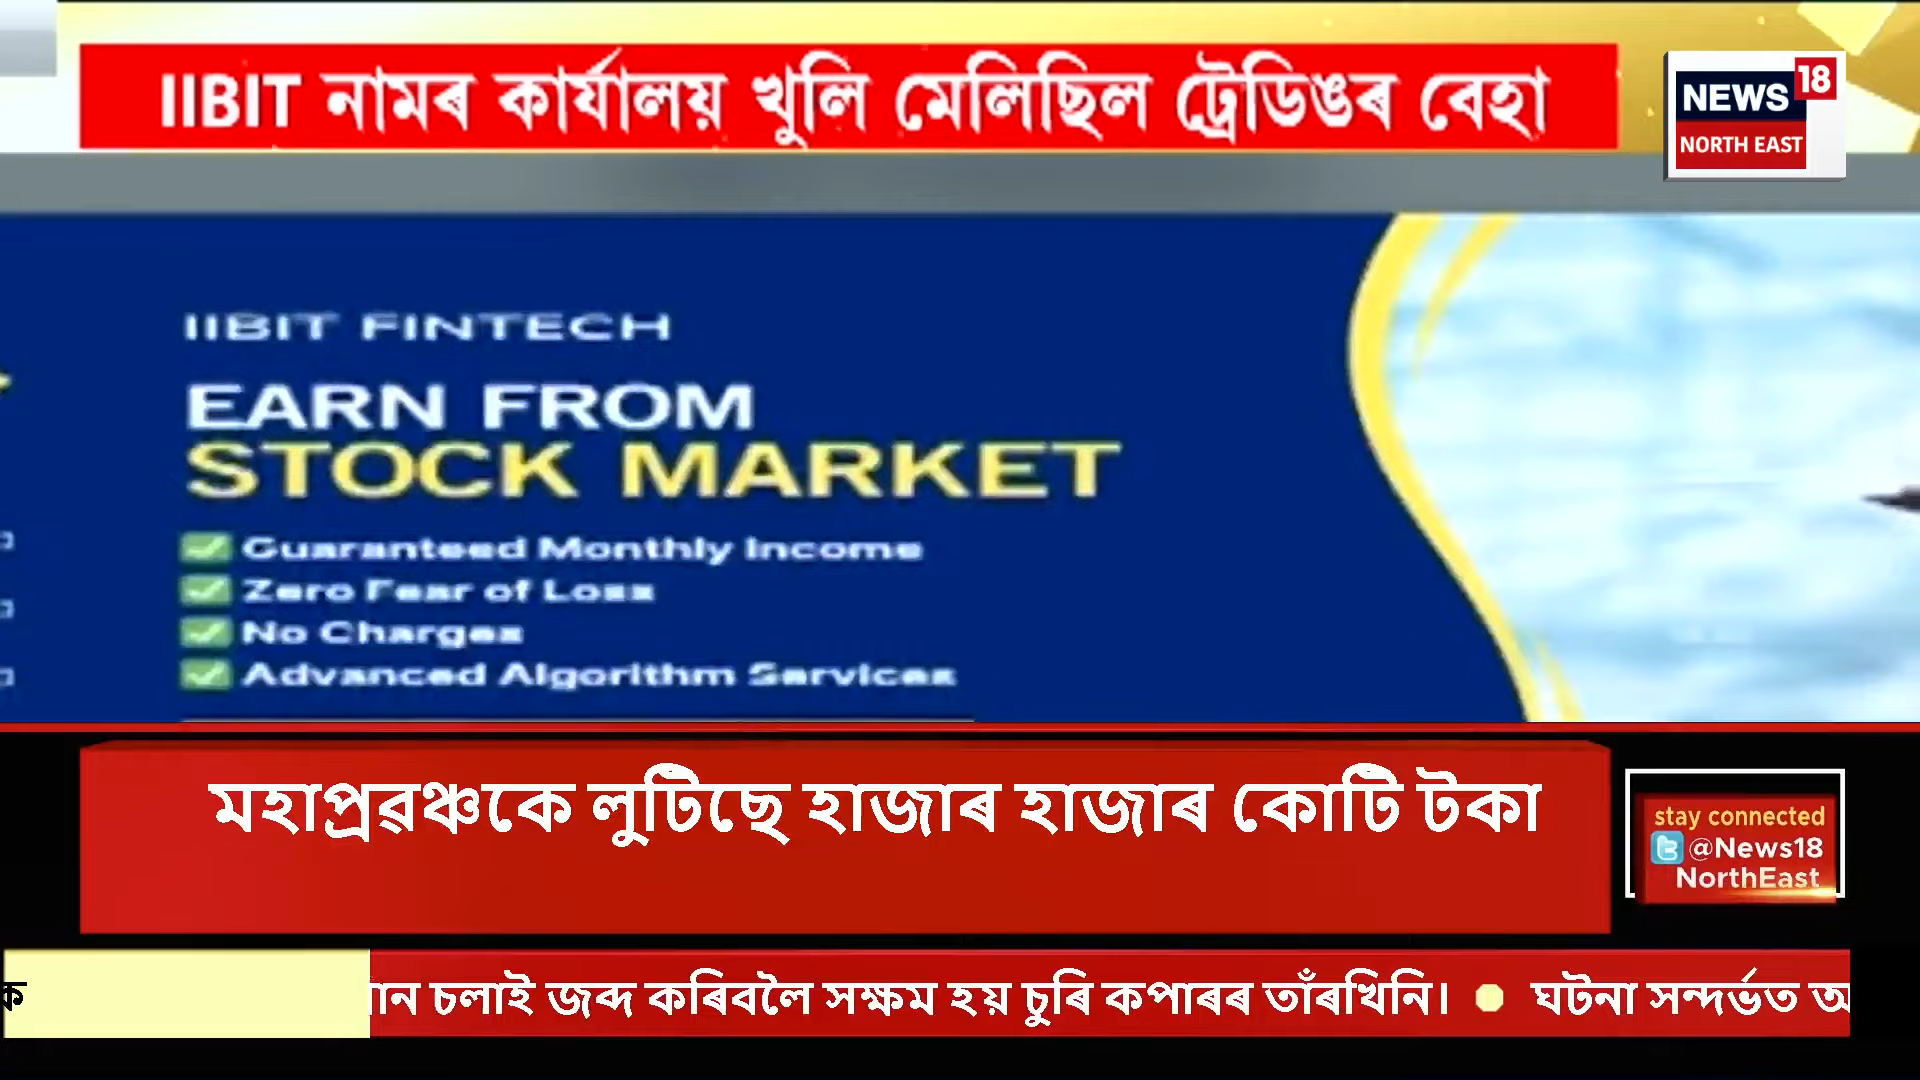 IIBIT নামৰ কাৰ্যালয় খুলি মেলিছিল ট্ৰেডিঙৰ বেহা
NEWS 18
NORTH EAST
IIBIT FINTECH
EARN FROM
STOCK MARKET
✅ Guaranteed Monthly Income
✅ Zero Fear of Loss
✅ No Charges
✅ Advanced Algorithm Services
মহাপ্ৰৱঞ্চকে লুটিছে হাজাৰ হাজাৰ কোটি টকা
stay connected
@News18
NorthEast
চলাই জব্দ কৰিবলৈ সক্ষম হয় চুৰি কপাৰৰ তাঁৰখিনি। ঘটনা সন্দৰ্ভত